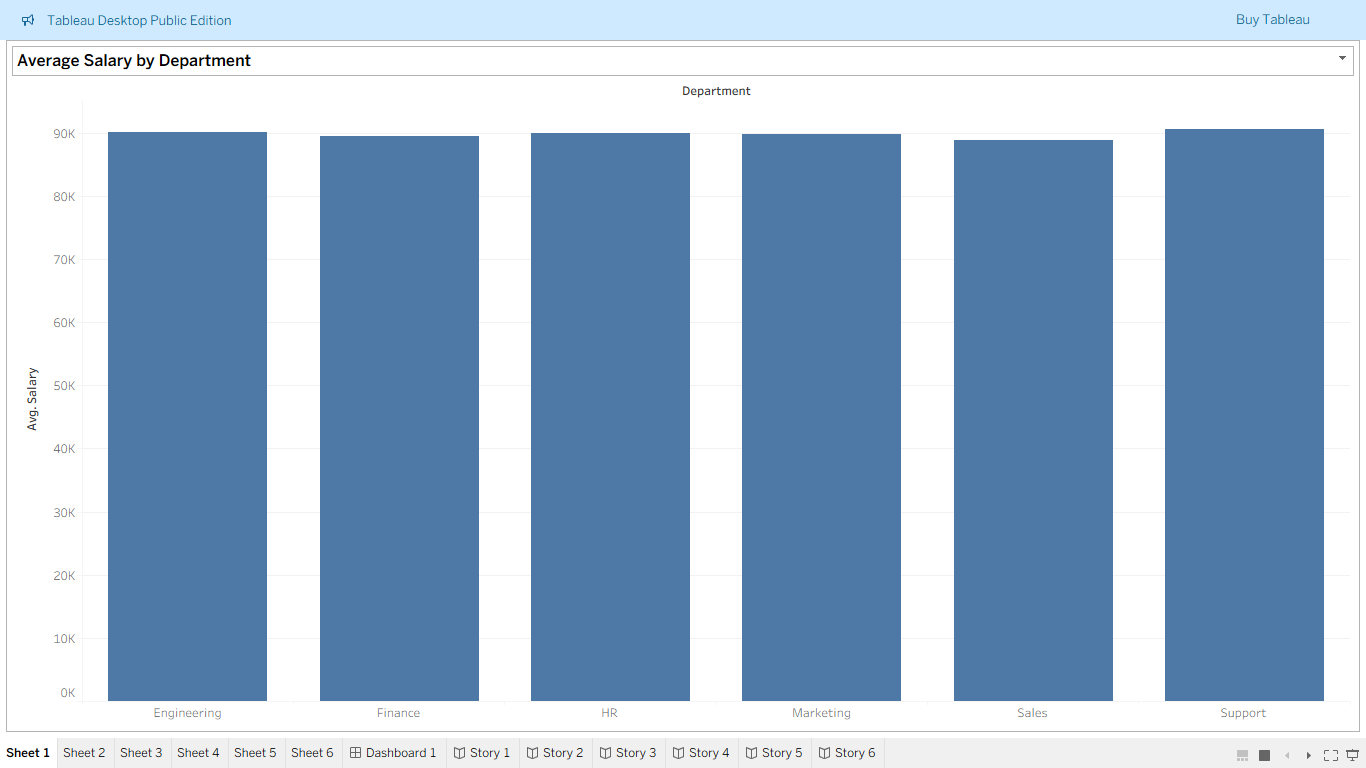 Tableau Desktop Public Edition
Buy Tableau
Average Salary by Department
Department
90K
80K
70K
60K
50K
40K
30K
20K
10K
0K
Avg. Salary
Engineering Finance HR Marketing Sales Support
Sheet 1 Sheet 2 Sheet 3 Sheet 4 Sheet 5 Sheet 6 Dashboard 1 Story 1 Story 2 Story 3 Story 4 Story 5 Story 6